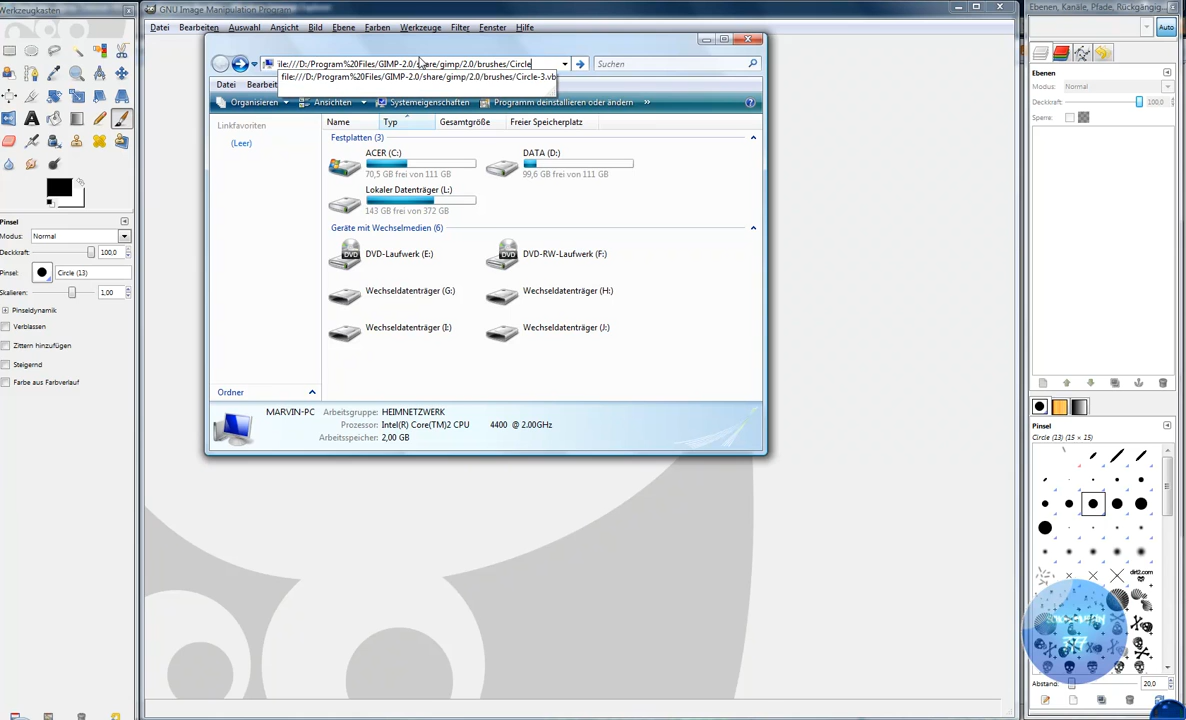 Werkzeugkasten
GNU Image Manipulation Program
Ebenen, Kanäle, Pfade, Rückgängig
Datei Bearbeiten Auswahl Ansicht Bild Ebene Farben Werkzeuge Filter Fenster Hilfe
Auto
ile:///D:/Program%20Files/GIMP-2.0/share/gimp/2.0/brushes/Circle
Suchen
file:///D:/Program%20Files/GIMP-2.0/share/gimp/2.0/brushes/Circle-3.vb
Datei Bearbeit
Organisieren Ansichten Systemeigenschaften Programm deinstallieren oder ändern »
Linkfavoriten
(Leer)
Name Typ Gesamtgröße Freier Speicherplatz
Festplatten (3)
ACER (C:)
70,5 GB frei von 111 GB
DATA (D:)
99,6 GB frei von 111 GB
Lokaler Datenträger (L:)
143 GB frei von 372 GB
Geräte mit Wechselmedien (6)
DVD
DVD-Laufwerk (E:)
DVD
DVD-RW-Laufwerk (F:)
Wechseldatenträger (G:)
Wechseldatenträger (H:)
Wechseldatenträger (I:)
Wechseldatenträger (J:)
Ordner
MARVIN-PC Arbeitsgruppe: HEIMNETZWERK
Prozessor: Intel(R) Core(TM)2 CPU 4400 @ 2.00GHz
Arbeitsspeicher: 2,00 GB
Pinsel
Modus: Normal
Deckkraft: 100,0
Pinsel: Circle (13)
Skalieren: 1,00
Pinseldynamik
Verblassen
Zittern hinzufügen
Steigernd
Farbe aus Farbverlauf
Ebenen
Modus: Normal
Deckkraft: 100,0
Sperre:
Pinsel
Circle (13) (15 × 15)
dirt2.com
37
Abstand: 20,0